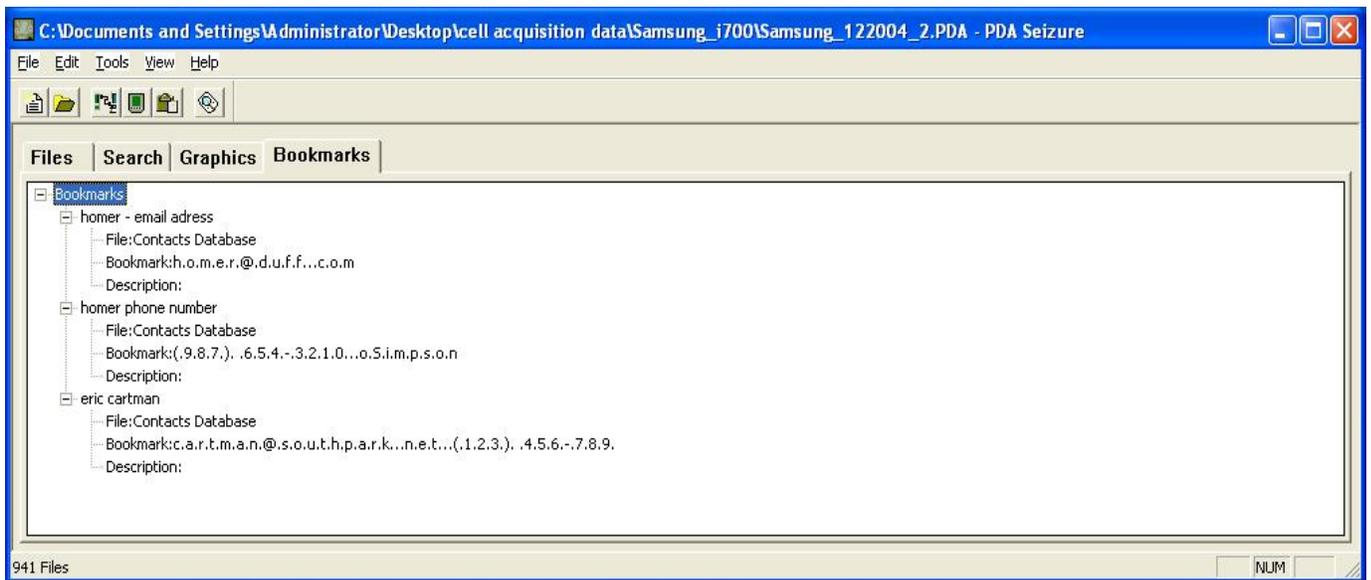 C:\Documents and Settings\Administrator\Desktop\cell acquisition data\Samsung_i700\Samsung_122004_2.PDA - PDA Seizure
File Edit Tools View Help
Files Search Graphics Bookmarks
Bookmarks
homer - email adress
File:Contacts Database
Bookmark:h.o.m.e.r.@.d.u.f.f...c.o.m
Description:
homer phone number
File:Contacts Database
Bookmark:(.9.8.7.). .6.5.4.-.3.2.1.0...o.S.i.m.p.s.o.n
Description:
eric cartman
File:Contacts Database
Bookmark:c.a.r.t.m.a.n.@.s.o.u.t.h.p.a.r.k...n.e.t...(.1.2.3.). .4.5.6.-.7.8.9.
Description:
941 Files NUM